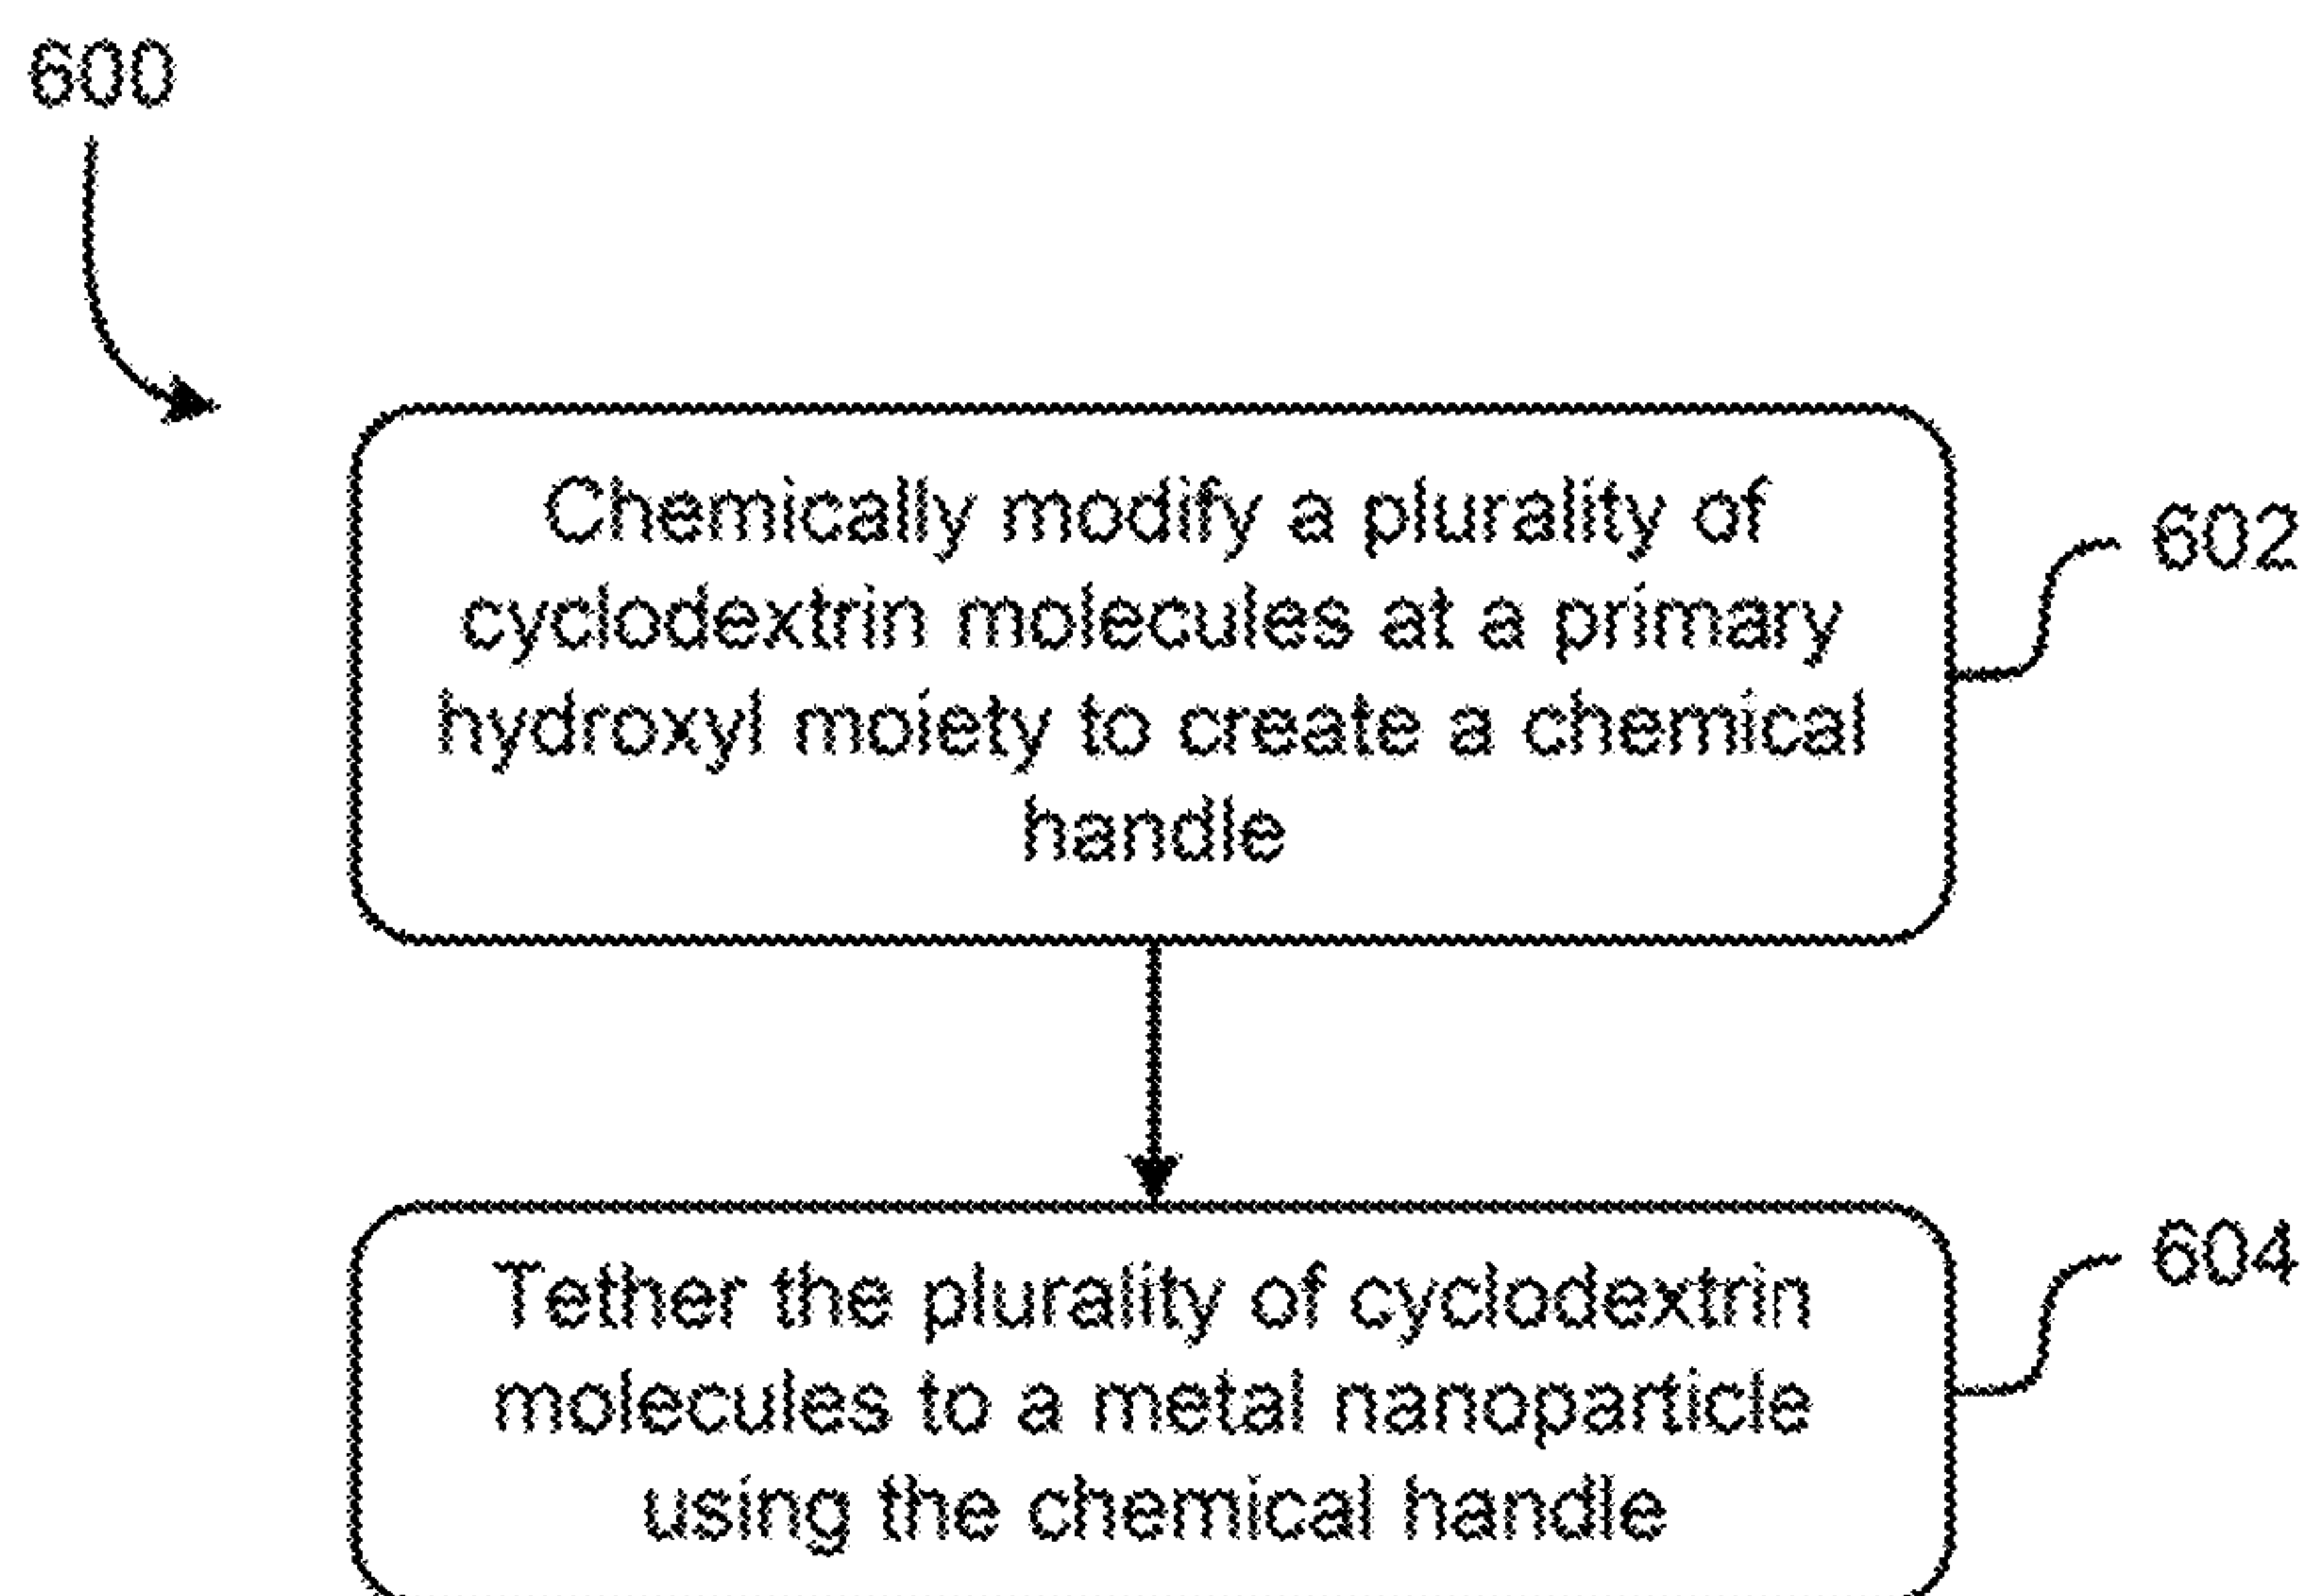 600
Chemically modify a plurality of
cyclodextrin molecules at a primary
hydroxyl moiety to create a chemical
handle
602
Tether the plurality of cyclodextrin
molecules to a metal nanoparticle
using the chemical handle
604